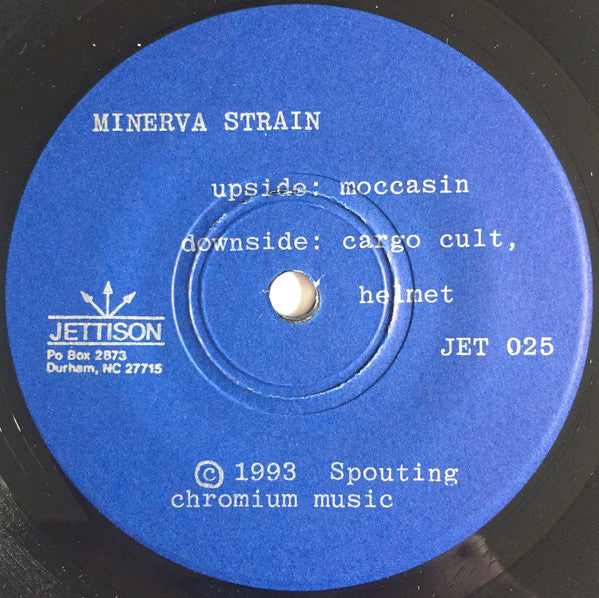 MINERVA STRAIN
upside: moccasin
downside: cargo cult,
helmet
JETTISON
Po Box 2873
Durham, NC 27715
JET 025
© 1993 Spouting
chromium music